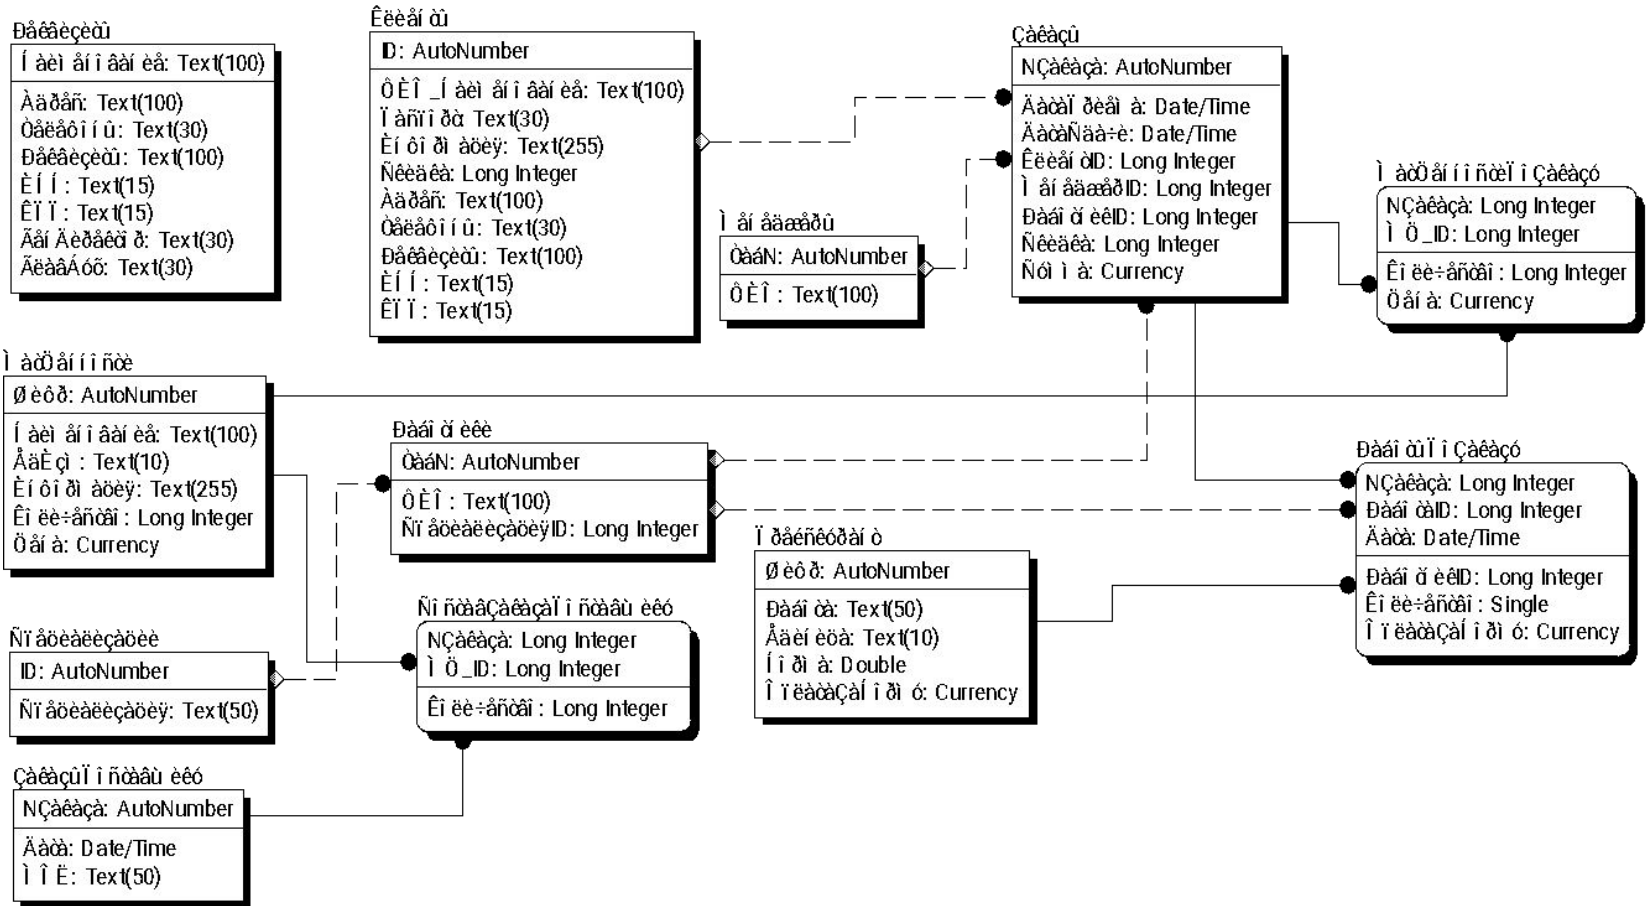 Ðåêâèçèòû
Íàèìåíîâàíèå: Text(100)
Àäðåñ: Text(100)
Òåëåôîíû: Text(30)
Ðåêâèçèòû: Text(100)
ÈÍÍ: Text(15)
ÊÏÏ: Text(15)
ÃåíÄèðåêòîð: Text(30)
ÃëàâÁóõ: Text(30)
Êëèåíòû
ID: AutoNumber
ÔÈÎ_Íàèìåíîâàíèå: Text(100)
Ïàñïîðò: Text(30)
Èíôîðìàöèÿ: Text(255)
Ñêèäêà: Long Integer
Àäðåñ: Text(100)
Òåëåôîíû: Text(30)
Ðåêâèçèòû: Text(100)
ÈÍÍ: Text(15)
ÊÏÏ: Text(15)
Ìåíåäæåðû
ÒàáN: AutoNumber
ÔÈÎ: Text(100)
Çàêàçû
NÇàêàçà: AutoNumber
ÄàòàÏðèåìà: Date/Time
ÄàòàÑäà÷è: Date/Time
ÊëèåíòID: Long Integer
ÌåíåäæåðID: Long Integer
ÐàáîòíèêID: Long Integer
Ñêèäêà: Long Integer
Ñóììà: Currency
ÌàòÖåííîñòèÏîÇàêàçó
NÇàêàçà: Long Integer
ÌÖ_ID: Long Integer
Êîëè÷åñòâî: Long Integer
Öåíà: Currency
ÌàòÖåííîñòè
Øèôð: AutoNumber
Íàèìåíîâàíèå: Text(100)
ÅäÈçì: Text(10)
Èíôîðìàöèÿ: Text(255)
Êîëè÷åñòâî: Long Integer
Öåíà: Currency
Ðàáîòíèêè
ÒàáN: AutoNumber
ÔÈÎ: Text(100)
ÑïåöèàëèçàöèÿID: Long Integer
Ïðåéñêóðàíò
Øèôð: AutoNumber
Ðàáîòà: Text(50)
Åäèíèöà: Text(10)
Íîðìà: Double
ÎïëàòàÇàÍîðìó: Currency
ÐàáîòûÏîÇàêàçó
NÇàêàçà: Long Integer
ÐàáîòàID: Long Integer
Äàòà: Date/Time
ÐàáîòíèêID: Long Integer
Êîëè÷åñòâî: Single
ÎïëàòàÇàÍîðìó: Currency
Ñïåöèàëèçàöèè
ID: AutoNumber
Ñïåöèàëèçàöèÿ: Text(50)
ÑîñòàâÇàêàçàÏîñòàâùèêó
NÇàêàçà: Long Integer
ÌÖ_ID: Long Integer
Êîëè÷åñòâî: Long Integer
ÇàêàçûÏîñòàâùèêó
NÇàêàçà: AutoNumber
Äàòà: Date/Time
ÌÎË: Text(50)